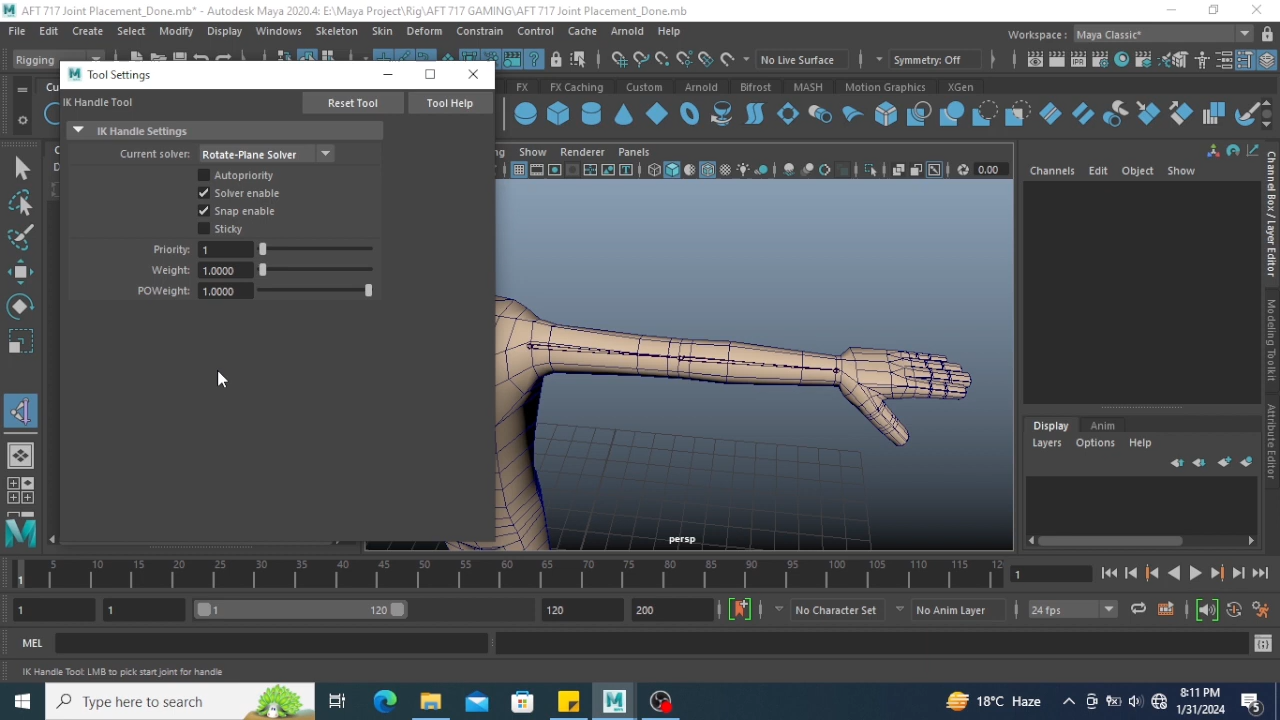 AFT 717 Joint Placement_Done.mb* - Autodesk Maya 2020.4: E:\Maya Project\Rig\AFT 717 GAMING\AFT 717 Joint Placement_Done.mb
File Edit Create Select Modify Display Windows Skeleton Skin Deform Constrain Control Cache Arnold Help
Workspace : Maya Classic*
Rigging
No Live Surface
Symmetry: Off
Tool Settings
IK Handle Tool
Reset Tool
Tool Help
FX FX Caching Custom Arnold Bifrost MASH Motion Graphics XGen
IK Handle Settings
Current solver: Rotate-Plane Solver
Autopriority
Solver enable
Snap enable
Sticky
Priority: 1
Weight: 1.0000
POWeight: 1.0000
Show Renderer Panels
0.00
persp
Channels Edit Object Show
Channel Box / Layer Editor
Modeling Toolkit
Attribute Editor
Display Anim
Layers Options Help
5 10 15 20 25 30 35 40 45 50 55 60 65 70 75 80 85 90 95 100 105 110 115 12
1
1
1 1 1 120 120 200
No Character Set
No Anim Layer
24 fps
MEL
IK Handle Tool: LMB to pick start joint for handle
Type here to search
18°C Haze
8:11 PM
1/31/2024
5